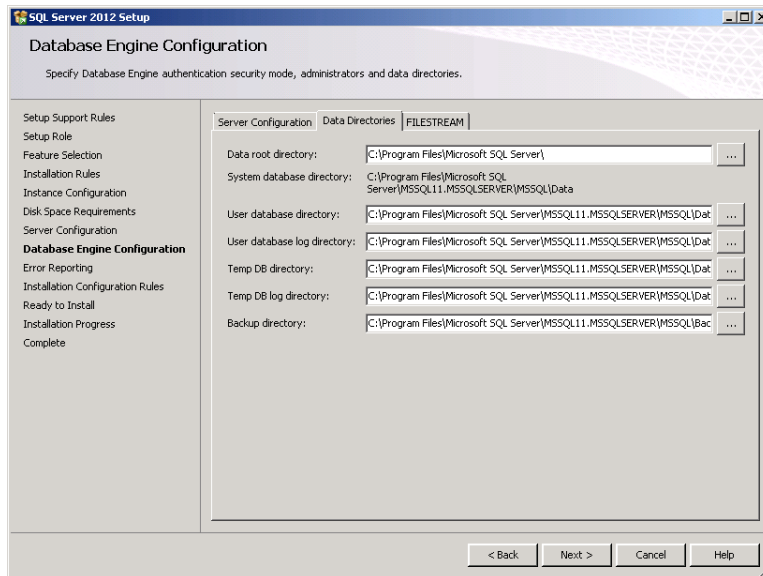 SQL Server 2012 Setup
Database Engine Configuration
Specify Database Engine authentication security mode, administrators and data directories.
Setup Support Rules
Setup Role
Feature Selection
Installation Rules
Instance Configuration
Disk Space Requirements
Server Configuration
Database Engine Configuration
Error Reporting
Installation Configuration Rules
Ready to Install
Installation Progress
Complete
Server Configuration Data Directories FILESTREAM
Data root directory: C:\Program Files\Microsoft SQL Server\ ...
System database directory: C:\Program Files\Microsoft SQL
Server\MSSQL11.MSSQLSERVER\MSSQL\Data
User database directory: C:\Program Files\Microsoft SQL Server\MSSQL11.MSSQLSERVER\MSSQL\Dat ...
User database log directory: C:\Program Files\Microsoft SQL Server\MSSQL11.MSSQLSERVER\MSSQL\Dat ...
Temp DB directory: C:\Program Files\Microsoft SQL Server\MSSQL11.MSSQLSERVER\MSSQL\Dat ...
Temp DB log directory: C:\Program Files\Microsoft SQL Server\MSSQL11.MSSQLSERVER\MSSQL\Dat ...
Backup directory: C:\Program Files\Microsoft SQL Server\MSSQL11.MSSQLSERVER\MSSQL\Bac ...
< Back Next > Cancel Help